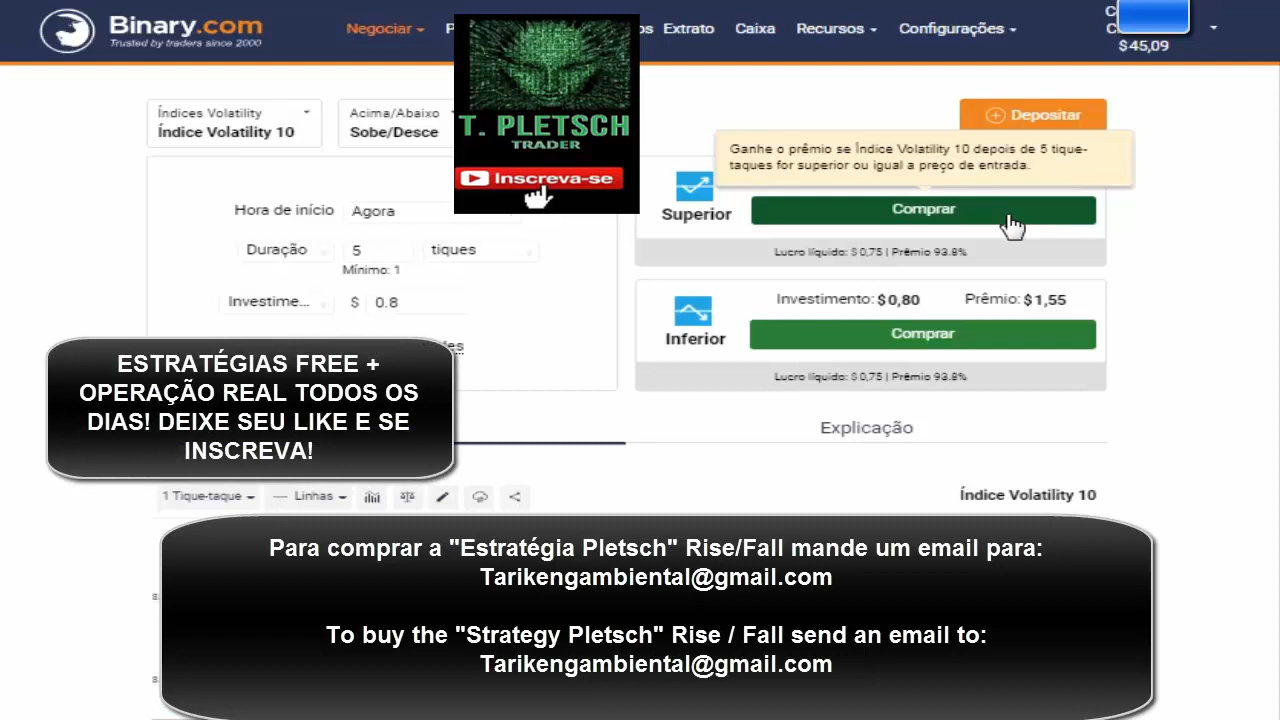 Binary.com
Trusted by traders since 2000
Negociar
Extrato
Caixa
Recursos
Configurações
$45,09
Índices Volatility
Índice Volatility 10
Acima/Abaixo
Sobe/Desce
T. PLETSCH
TRADER
Inscreva-se
Depositar
Ganhe o prêmio se Índice Volatility 10 depois de 5 tique-
taques for superior ou igual a preço de entrada.
Hora de início
Agora
Superior
Comprar
Duração
5
tiques
Mínimo: 1
Lucro líquido: $ 0,75 | Prêmio 93.8%
Investime...
$
0.8
Investimento: $ 0,80
Prêmio: $ 1,55
Inferior
Comprar
Lucro líquido: $ 0,75 | Prêmio 93.8%
ESTRATÉGIAS FREE +
OPERAÇÃO REAL TODOS OS
DIAS! DEIXE SEU LIKE E SE
INSCREVA!
Explicação
1 Tique-taque
Linhas
Índice Volatility 10
Para comprar a "Estratégia Pletsch" Rise/Fall mande um email para:
Tarikengambiental@gmail.com
To buy the "Strategy Pletsch" Rise / Fall send an email to:
Tarikengambiental@gmail.com